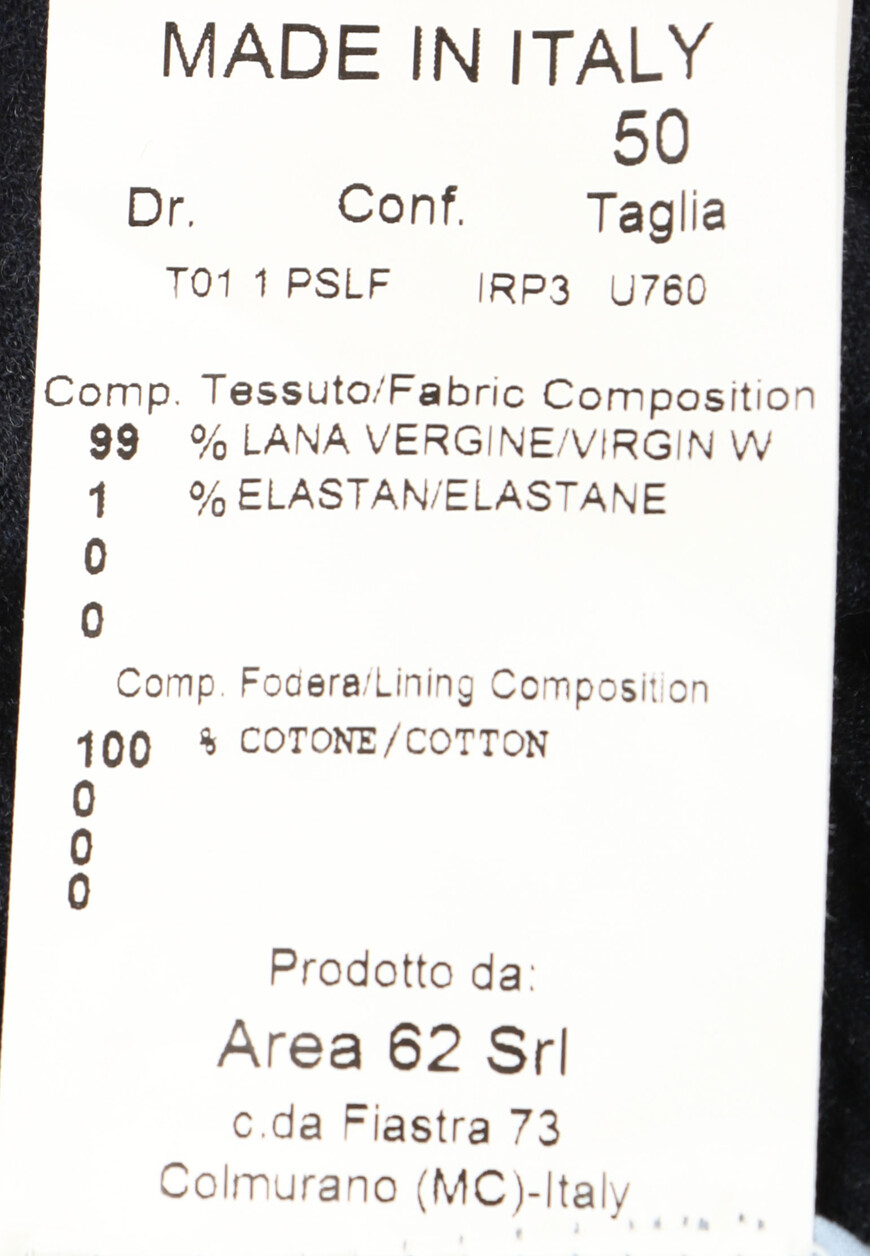 MADE IN ITALY
50
Dr. Conf. Taglia
T01 1 PSLF IRP3 U760
Comp. Tessuto/Fabric Composition
99 % LANA VERGINE/VIRGIN W
1 % ELASTAN/ELASTANE
0
0
Comp. Fodera/Lining Composition
100 % COTONE/COTTON
0
0
0
Prodotto da:
Area 62 Srl
c.da Fiastra 73
Colmurano (MC)-Italy